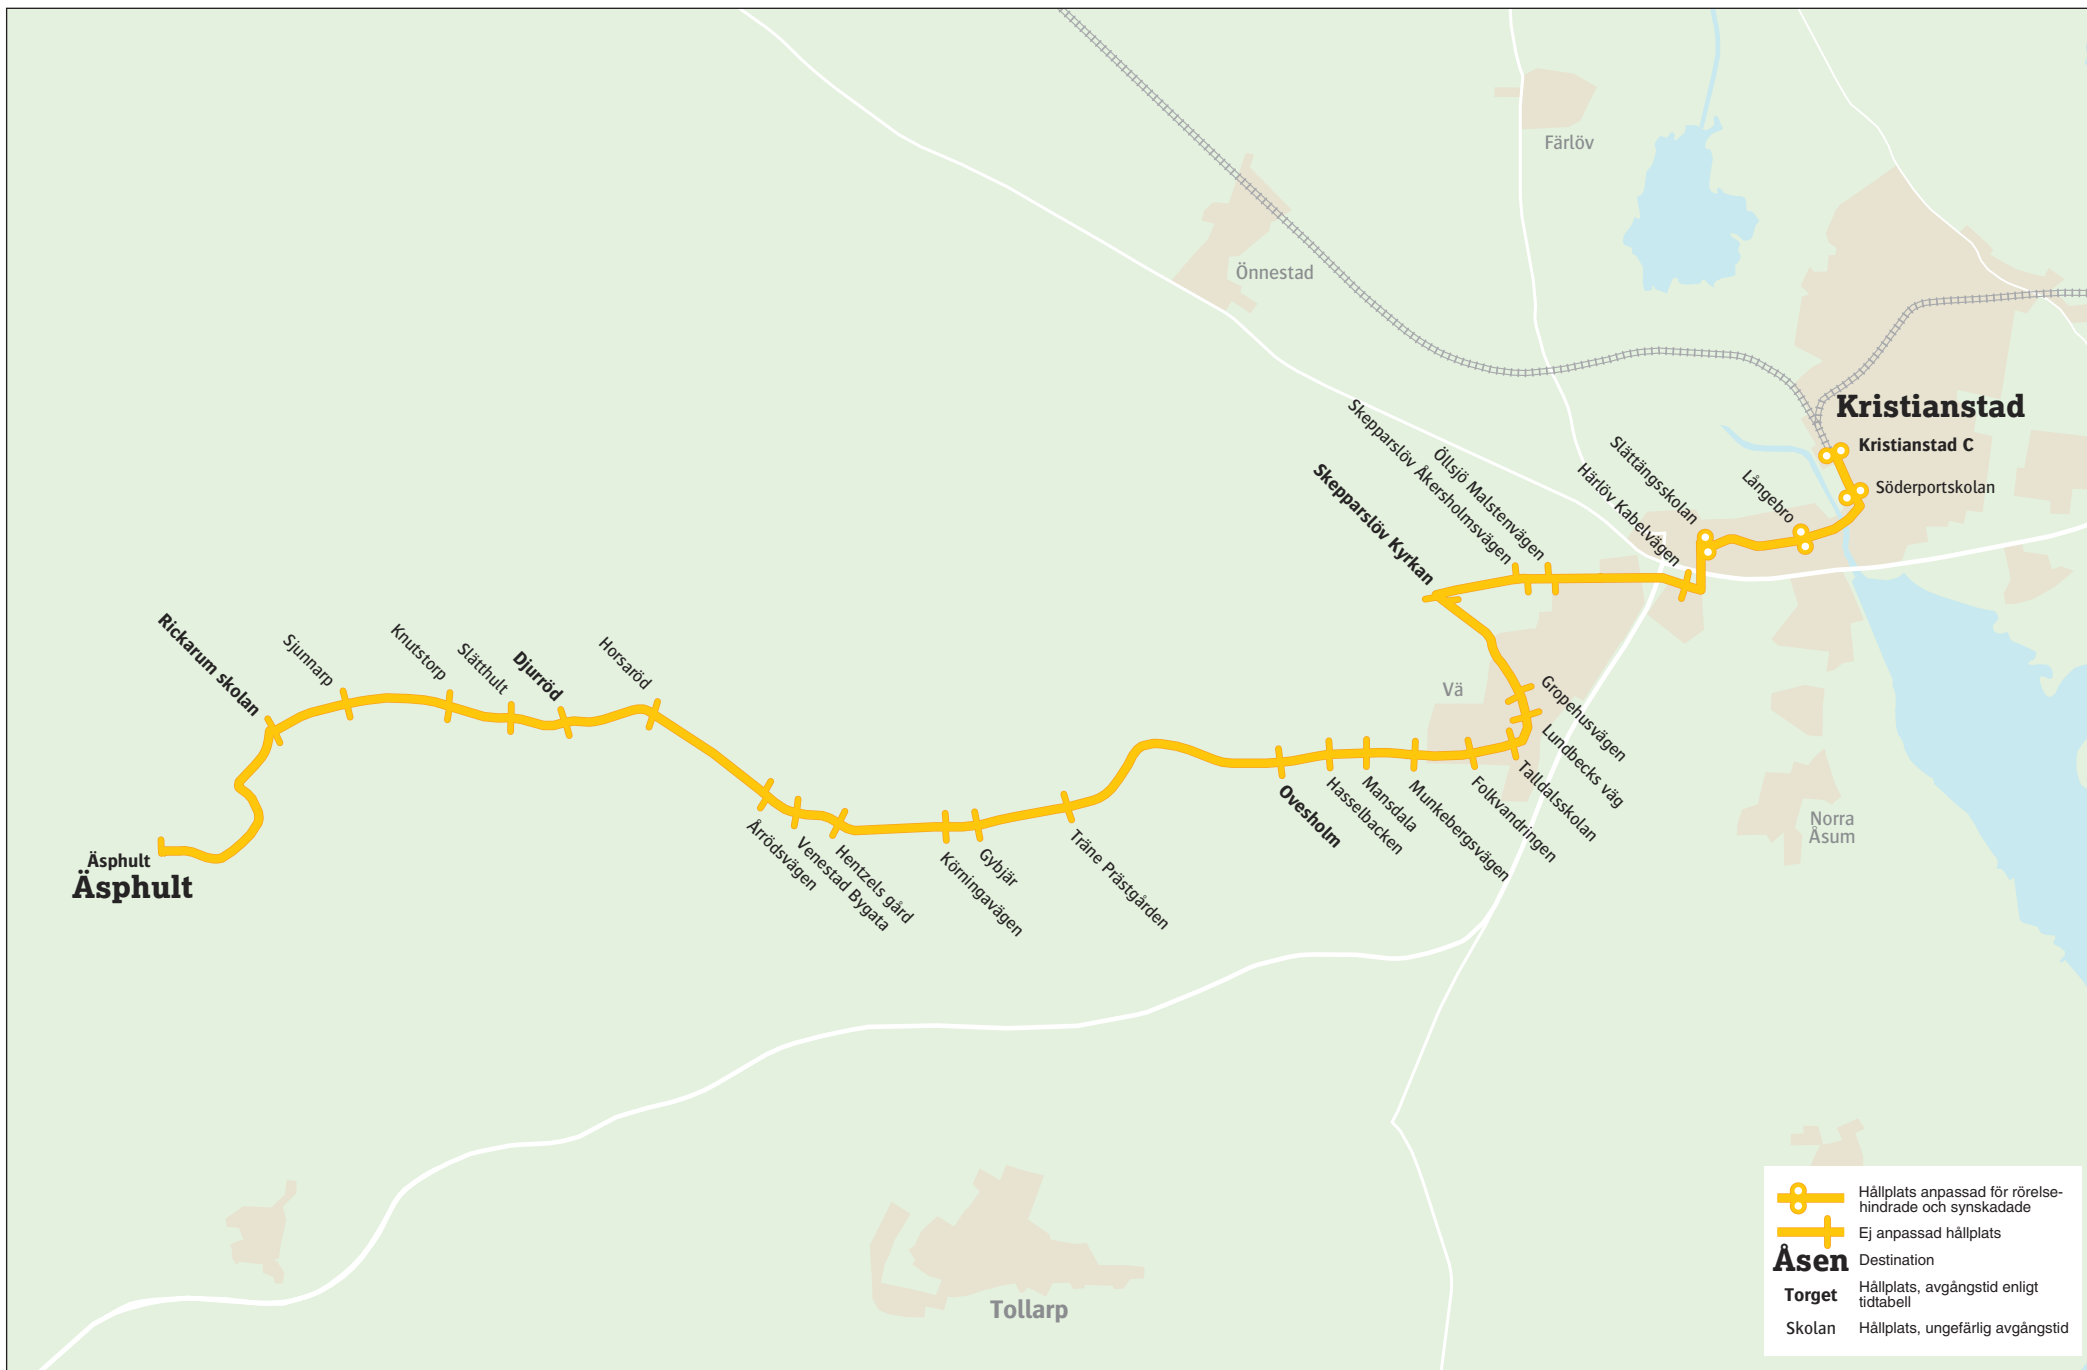 Färlöv
Önnestad
Kristianstad
Kristianstad C
Söderportskolan
Långebro
Slättängsskolan
Härlöv Kabelvägen
Öllsjö Malstensvägen
Skepparslöv Åkersholmsvägen
Skepparslöv Kyrkan
Vä
Gropehusvägen
Lundbecks väg
Talldalsskolan
Folkvandringen
Munkebergsvägen
Mansdala
Hasselbacken
Ovesholm
Träne Prästgården
Gybjär
Körningavägen
Hentzels gård
Venestad Bygata
Årrödsvägen
Horsaröd
Djurröd
Slätthult
Knutstorp
Sjunnarp
Rickarum skolan
Äsphult
Äsphult
Norra
Åsum
Tollarp
Hållplats anpassad för rörelse-
hindrade och synskadade
Ej anpassad hållplats
Åsen Destination
Torget Hållplats, avgångstid enligt
tidtabell
Skolan Hållplats, ungefärlig avgångstid